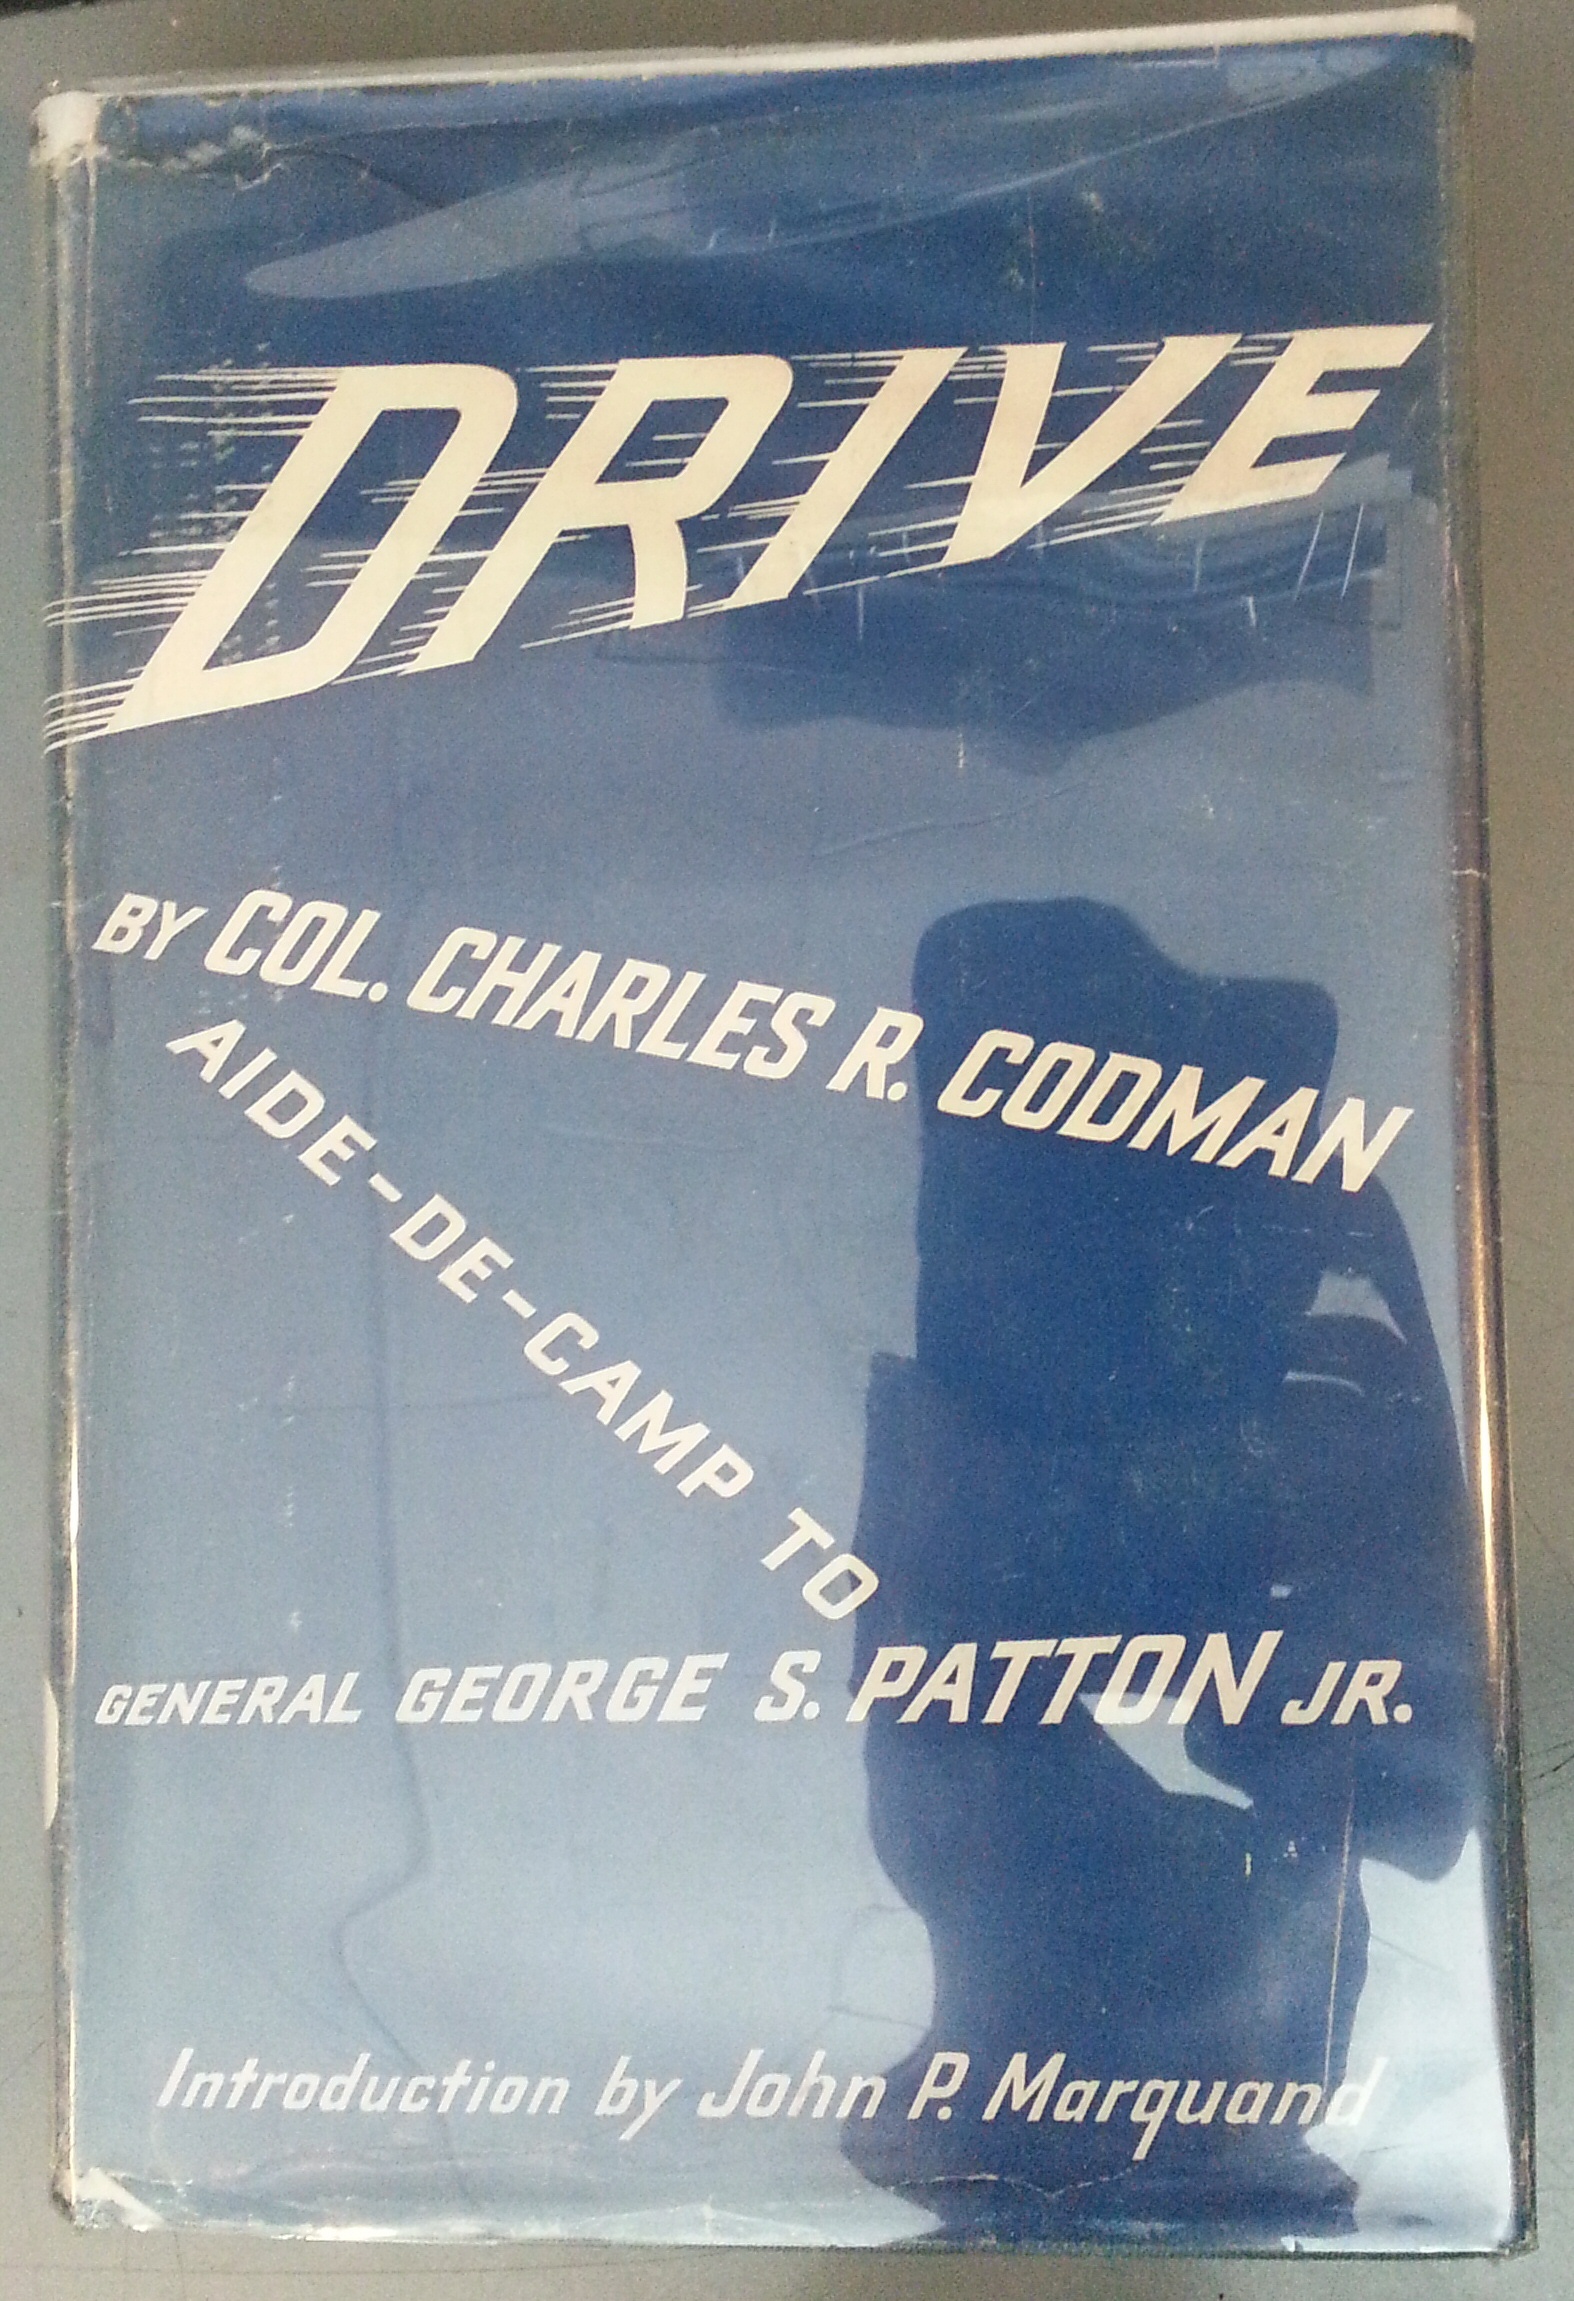 DRIVE
BY COL. CHARLES R. CODMAN
AIDE-DE-CAMP TO
GENERAL GEORGE S. PATTON JR.
Introduction by John P. Marquand